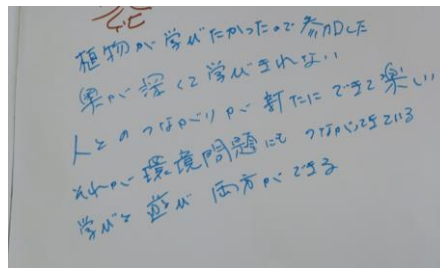 植物が学びたかったので参加した
奥が深くて学びきれない
人とのつながりが新たにできて楽しい
それが環境問題にもつながってきている
学びと遊び両方ができる